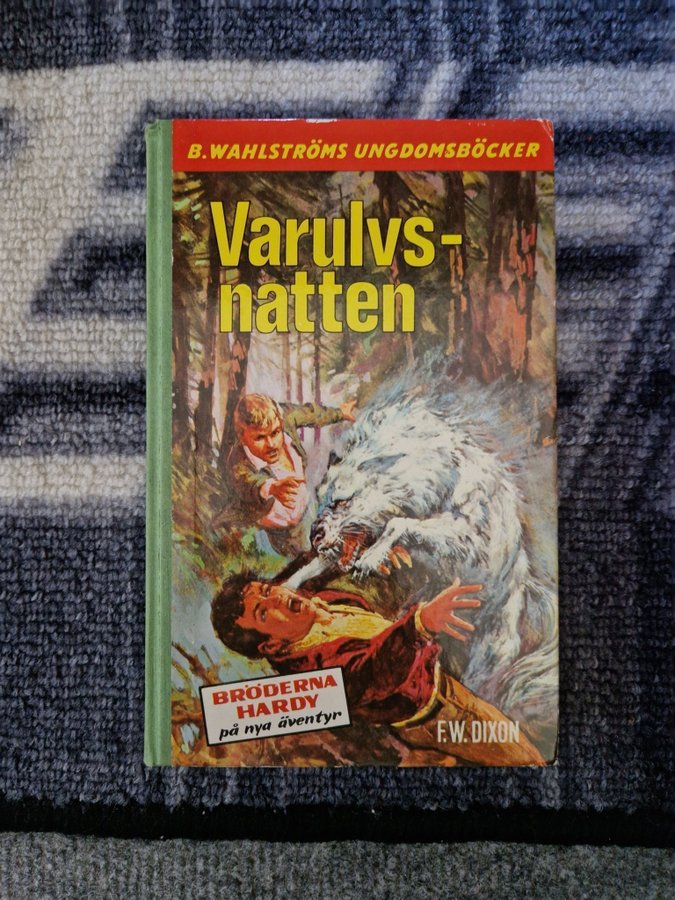 B.WAHLSTRÖMS UNGDOMSBÖCKER
Varulvs-
natten
BRÖDERNA
HARDY
på nya äventyr
F.W. DIXON